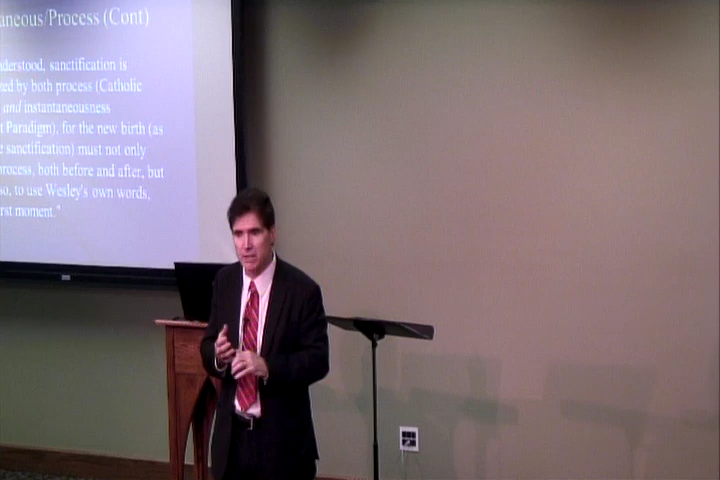 aneous/Process (Cont)
derstood, sanctification is
ed by both process (Catholic
and instantaneousness
t Paradigm), for the new birth (as
e sanctification) must not only
process, both before and after, but
so, to use Wesley's own words,
rst moment."